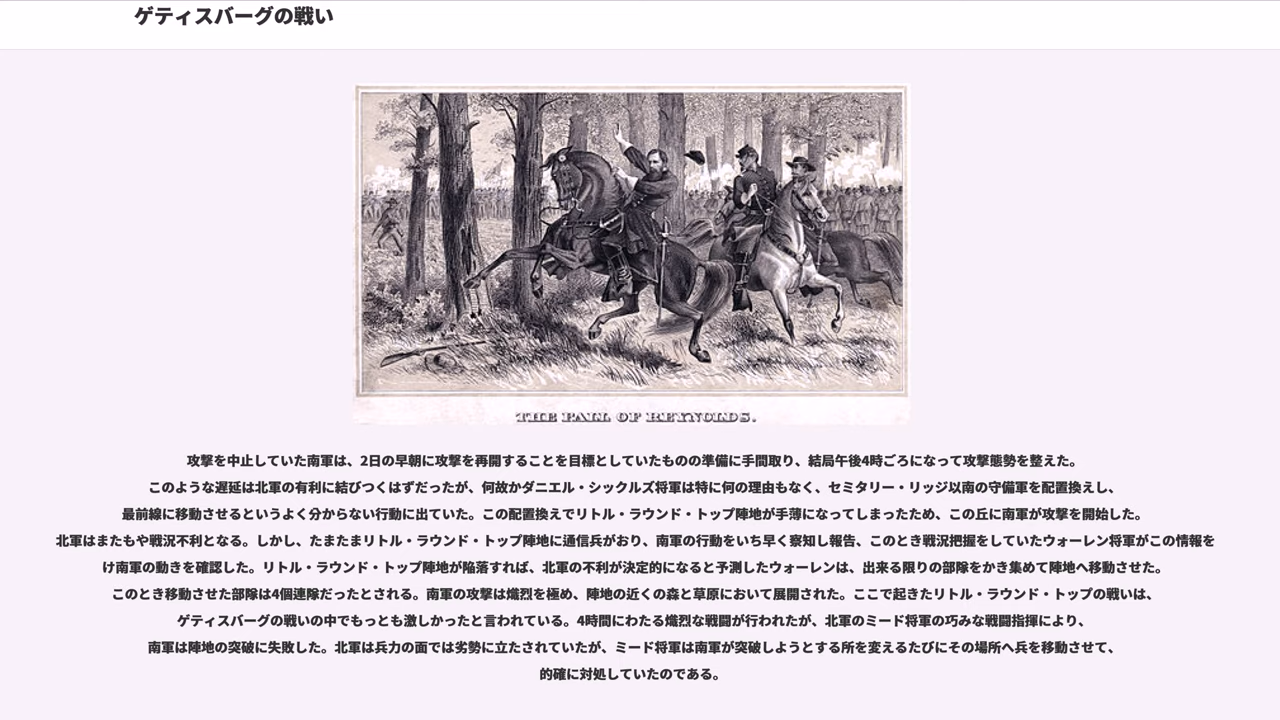 ゲティスバーグの戦い
THE FALL OF REYNOLDS.
攻撃を中止していた南軍は、2日の早朝に攻撃を再開することを目標としていたものの準備に手間取り、結局午後4時ごろになって攻撃態勢を整えた。
このような遅延は北軍の有利に結びつくはずだったが、何故かダニエル・シックルズ将軍は特に何の理由もなく、セミタリー・リッジ以南の守備軍を配置換えし、
最前線に移動させるというよく分からない行動に出ていた。この配置換えでリトル・ラウンド・トップ陣地が手薄になってしまったため、この丘に南軍が攻撃を開始した。
北軍はまたもや戦況不利となる。しかし、たまたまリトル・ラウンド・トップ陣地に通信兵がおり、南軍の行動をいち早く察知し報告、このとき戦況把握をしていたウォーレン将軍がこの情報を
け南軍の動きを確認した。リトル・ラウンド・トップ陣地が陥落すれば、北軍の不利が決定的になると予測したウォーレンは、出来る限りの部隊をかき集めて陣地へ移動させた。
このとき移動させた部隊は4個連隊だったとされる。南軍の攻撃は熾烈を極め、陣地の近くの森と草原において展開された。ここで起きたリトル・ラウンド・トップの戦いは、
ゲティスバーグの戦いの中でもっとも激しかったと言われている。4時間にわたる熾烈な戦闘が行われたが、北軍のミード将軍の巧みな戦闘指揮により、
南軍は陣地の突破に失敗した。北軍は兵力の面では劣勢に立たされていたが、ミード将軍は南軍が突破しようとする所を変えるたびにその場所へ兵を移動させて、
的確に対処していたのである。